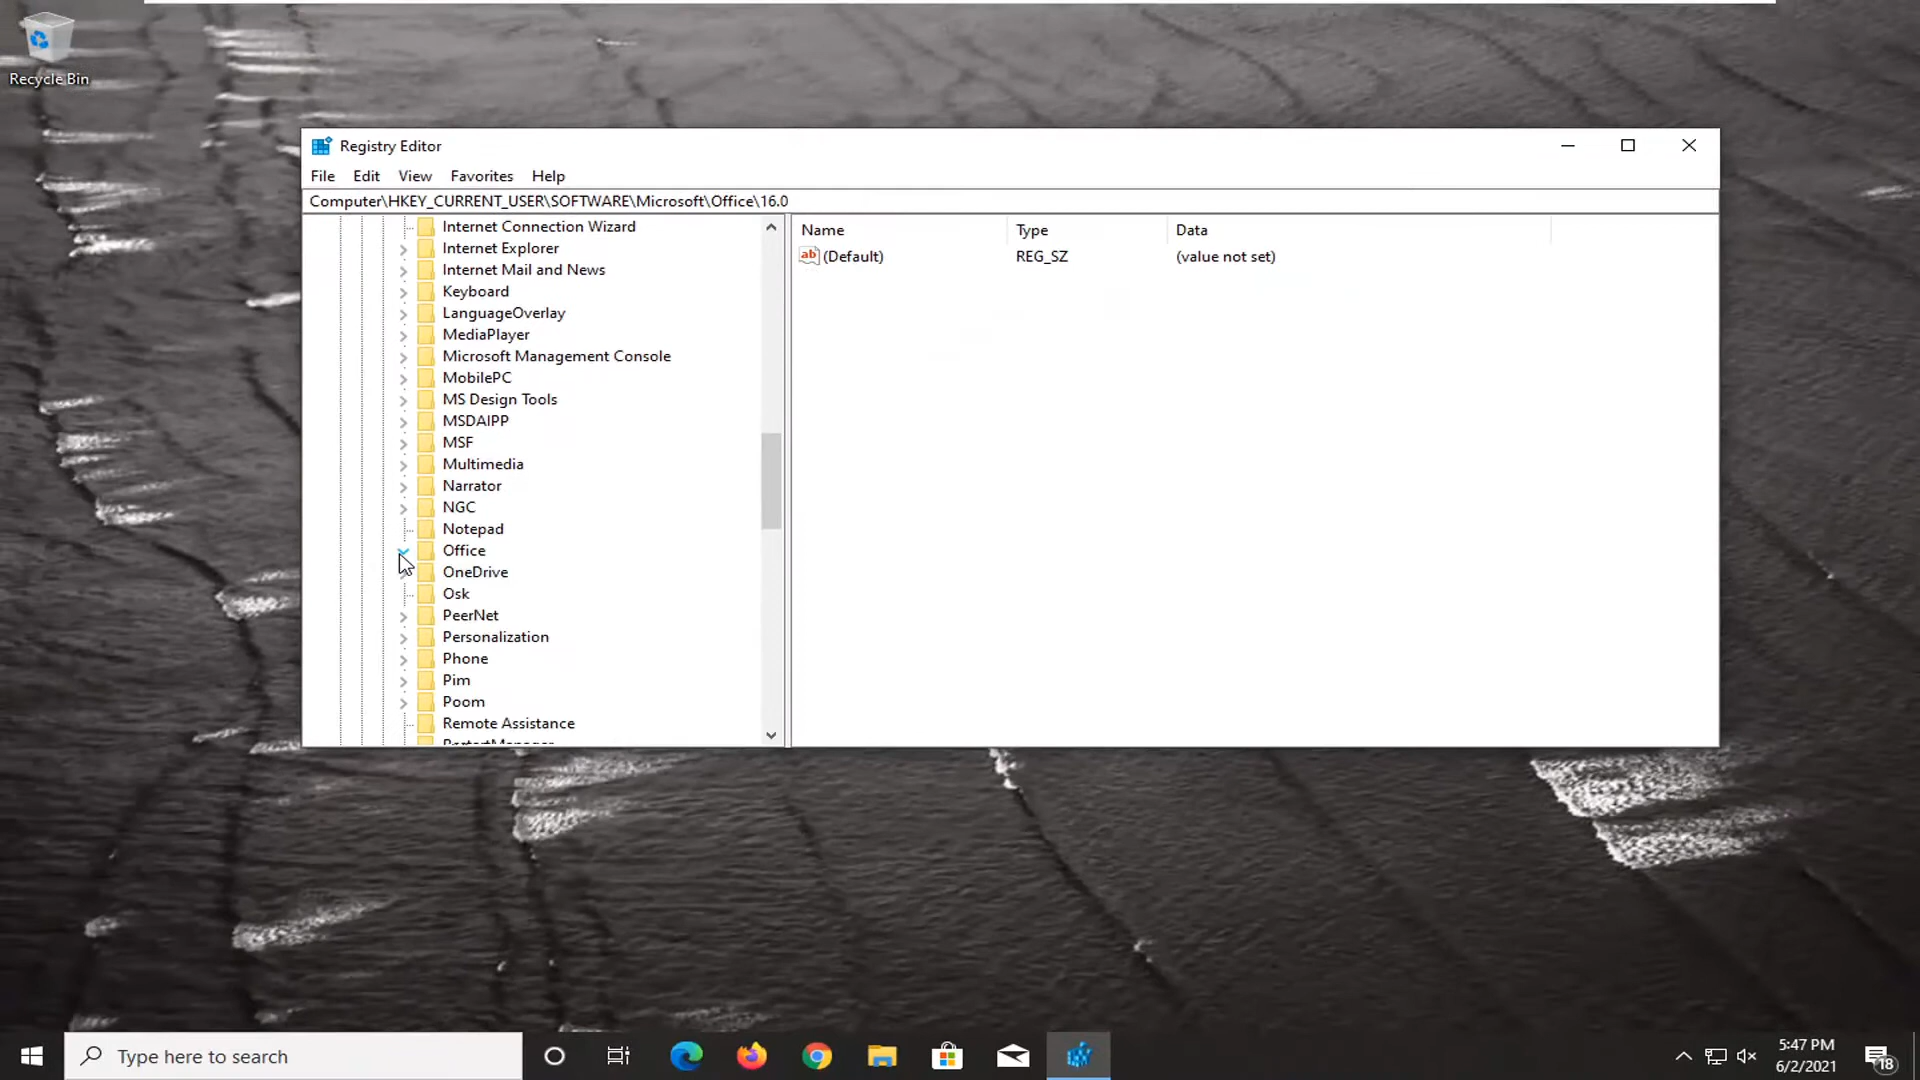 Recycle Bin
Registry Editor
File Edit View Favorites Help
Computer\HKEY_CURRENT_USER\SOFTWARE\Microsoft\Office\16.0
Internet Connection Wizard
Internet Explorer
Internet Mail and News
Keyboard
LanguageOverlay
MediaPlayer
Microsoft Management Console
MobilePC
MS Design Tools
MSDAIPP
MSF
Multimedia
Narrator
NGC
Notepad
Office
OneDrive
Osk
PeerNet
Personalization
Phone
Pim
Poom
Remote Assistance
Name Type Data
ab (Default) REG_SZ (value not set)
Type here to search
5:47 PM
6/2/2021
18